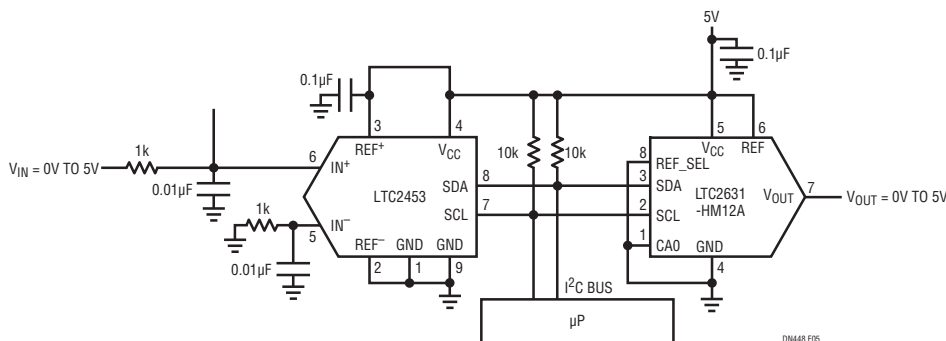 5V
0.1µF
0.1µF
3
4
5
6
REF+
VCC
VCC
REF
10k
10k
VIN = 0V TO 5V
1k
6
IN+
8
REF_SEL
0.01µF
LTC2453
SDA
8
3
SDA
LTC2631
-HM12A
VOUT
7
VOUT = 0V TO 5V
SCL
7
2
SCL
1k
IN–
5
1
CA0
GND
REF–
GND
GND
0.01µF
2
1
9
4
I2C BUS
µP
DN448 F05